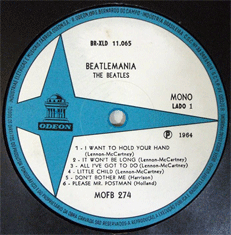 BR-XLD 11.065
BEATLEMANIA
THE BEATLES
MONO
LADO 1
ODEON
P 1964
1 - I WANT TO HOLD YOUR HAND
(Lennon-McCartney)
2 - IT WON'T BE LONG (Lennon-McCartney)
3 - ALL I'VE GOT TO DO (Lennon-McCartney)
4 - LITTLE CHILD (Lennon-McCartney)
5 - DON'T BOTHER ME (Harrison)
6 - PLEASE MR. POSTMAN (Holland)
MOFB 274